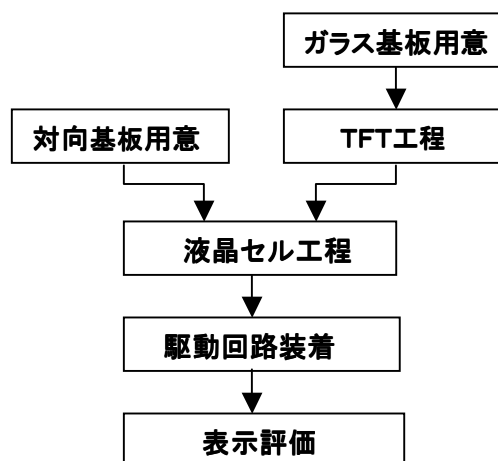 ガラス基板用意
対向基板用意
TFT工程
液晶セル工程
駆動回路装着
表示評価